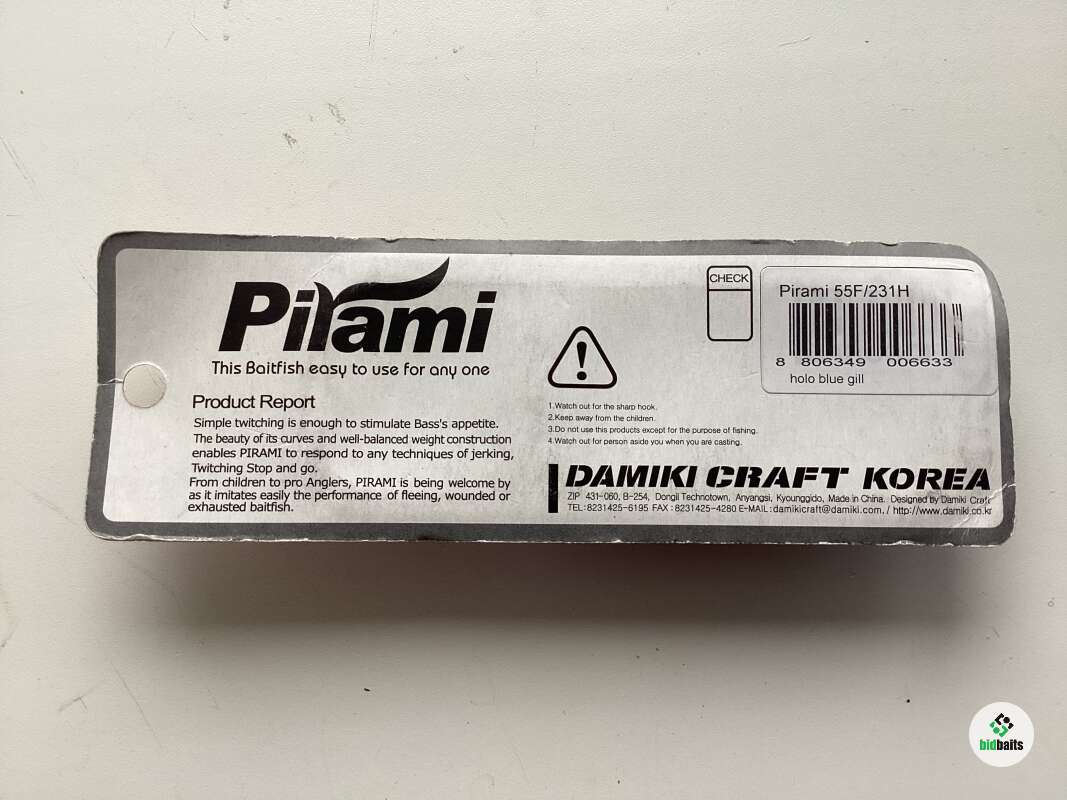 Pirami
This Baitfish easy to use for any one
Product Report
Simple twitching is enough to stimulate Bass's appetite.
The beauty of its curves and well-balanced weight construction
enables PIRAMI to respond to any techniques of jerking,
Twitching Stop and go.
From children to pro Anglers, PIRAMI is being welcome by
as it imitates easily the performance of fleeing, wounded or
exhausted baitfish.
CHECK
Pirami 55F/231H
8 806349 006633
holo blue gill
1.Watch out for the sharp hook.
2.Keep away from the children.
3.Do not use this products except for the purpose of fishing.
4.Watch out for person aside you when you are casting.
DAMIKI CRAFT KOREA
ZIP 431-060, B-254, Dongil Technotown, Anyangsi, Kyounggido, Made in China. Designed by Damiki Craft
TEL:8231425-6195 FAX:8231425-4280 E-MAIL:damikicraft@damiki.com, / http://www.damiki.co.kr
bidbaits